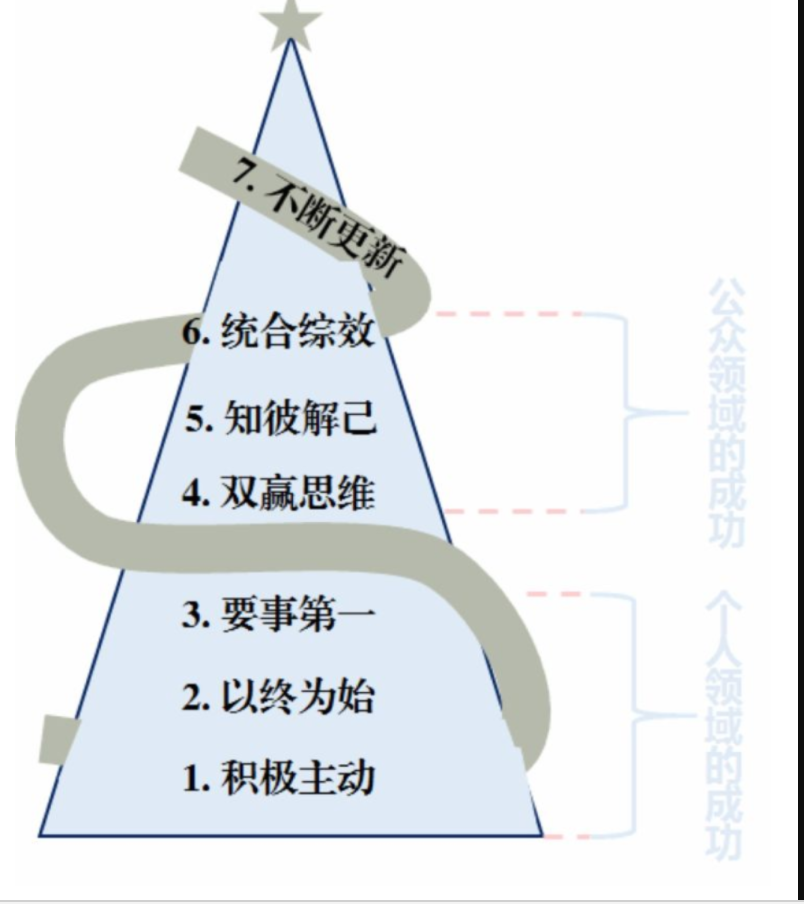 7. 不断更新
6. 统合综效
5. 知彼解己
4. 双赢思维
公众领域的成功
3. 要事第一
2. 以终为始
1. 积极主动
个人领域的成功